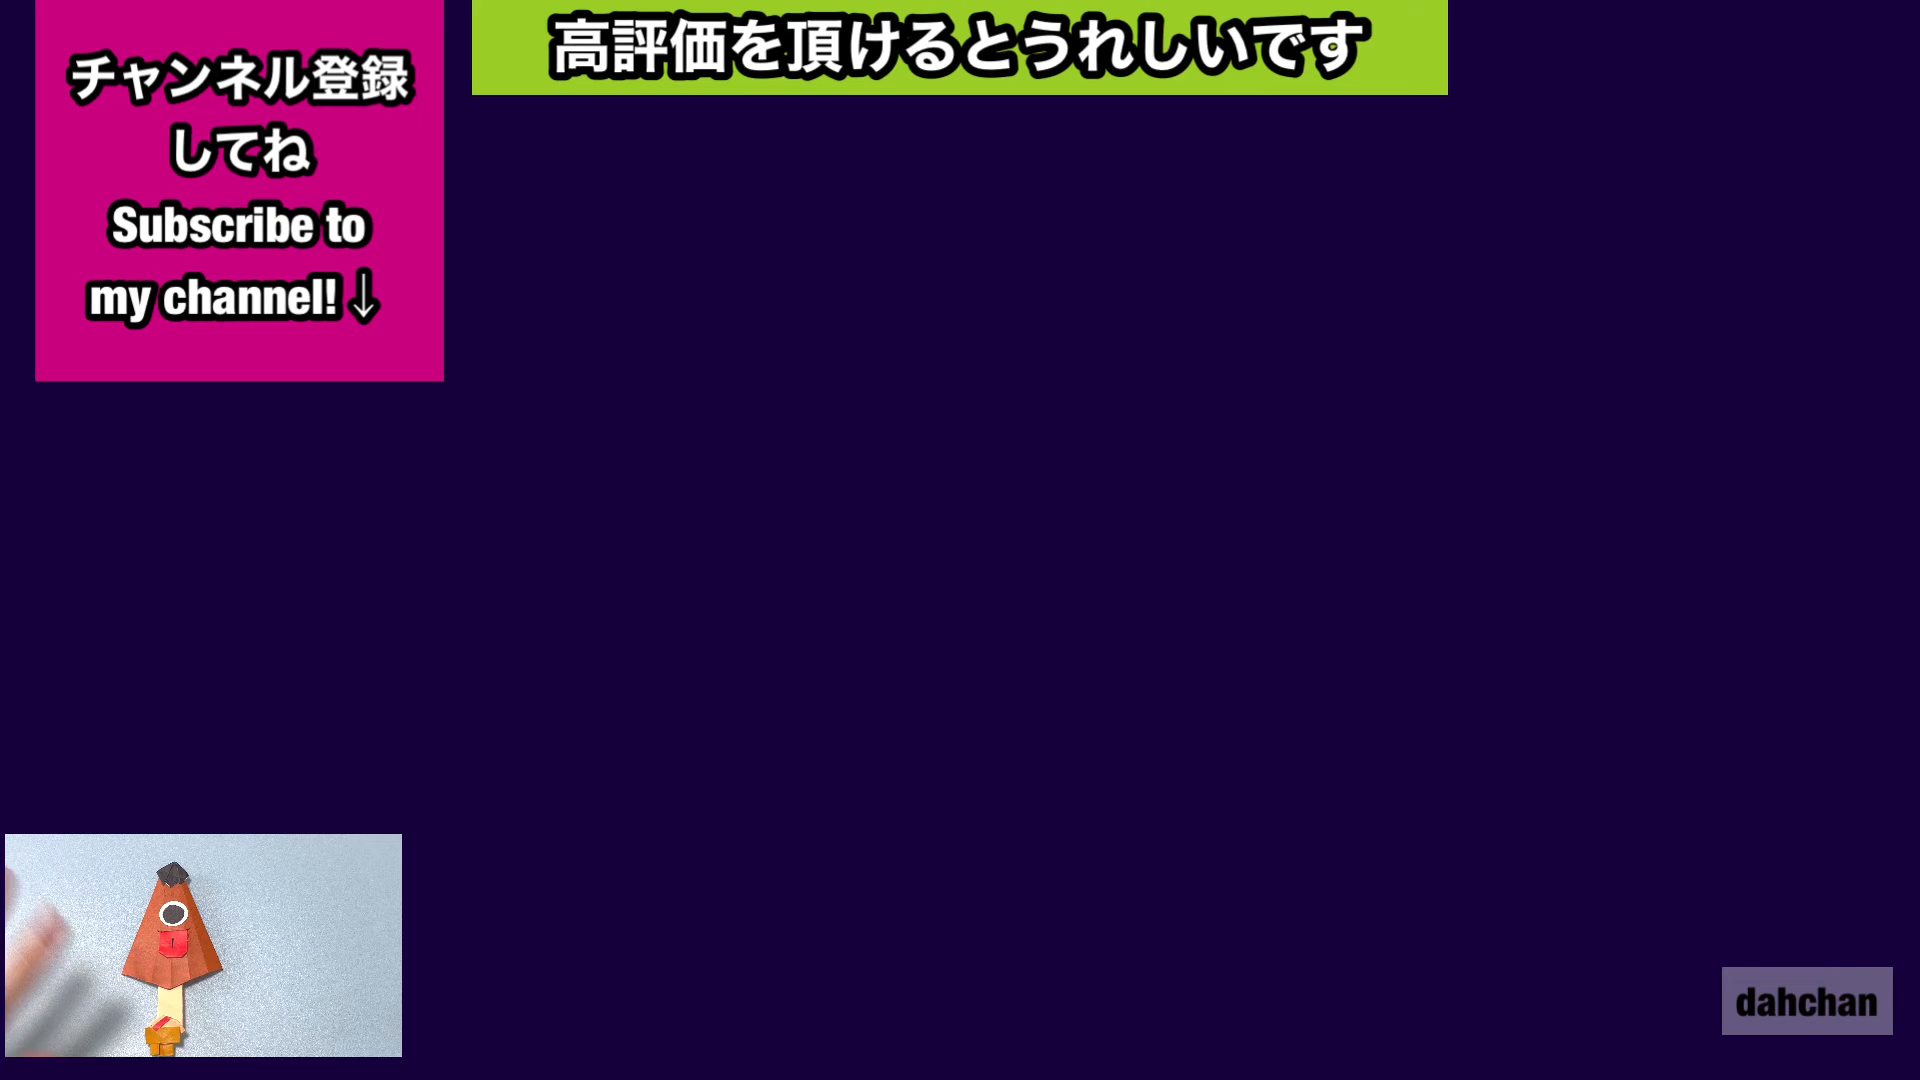 チャンネル登録
してね
Subscribe to
my channel!↓
高評価を頂けるとうれしいです
dahchan